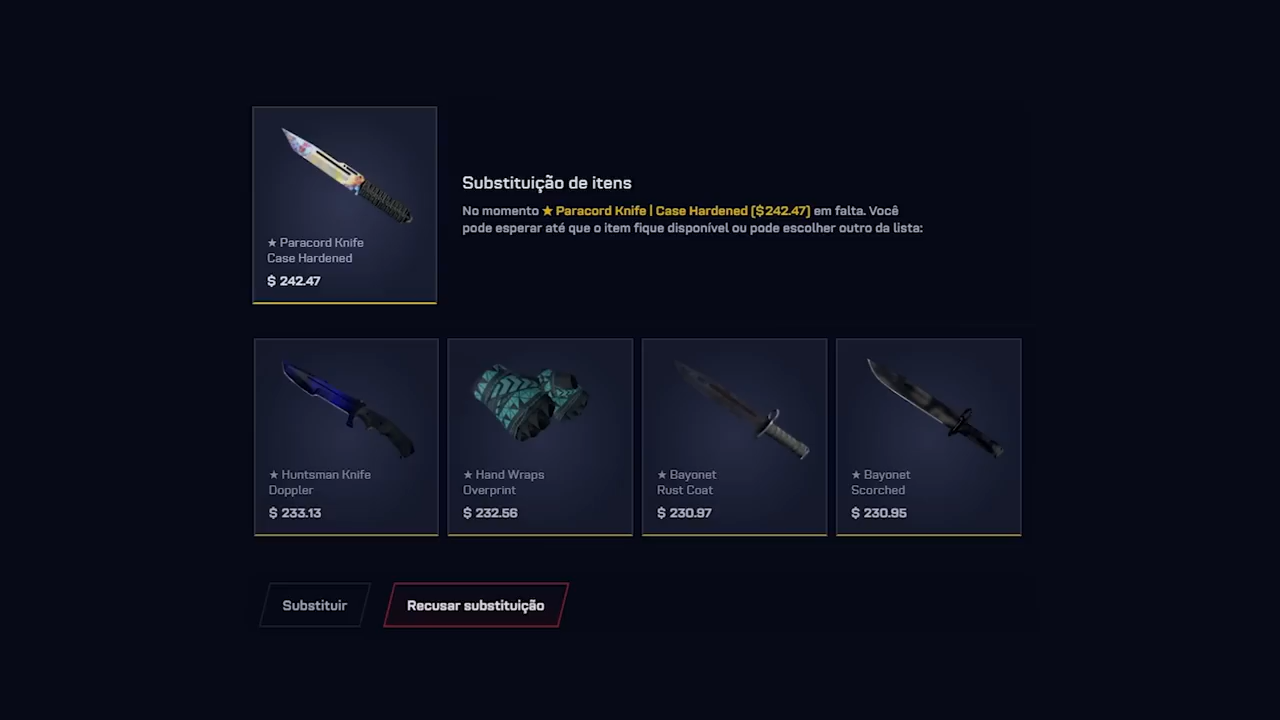 Substituição de itens
No momento ★ Paracord Knife | Case Hardened ($242.47) em falta. Você
pode esperar até que o item fique disponível ou pode escolher outro da lista:
★ Paracord Knife
Case Hardened
$ 242.47
★ Huntsman Knife
Doppler
$ 233.13
★ Hand Wraps
Overprint
$ 232.56
★ Bayonet
Rust Coat
$ 230.97
★ Bayonet
Scorched
$ 230.95
Substituir
Recusar substituição